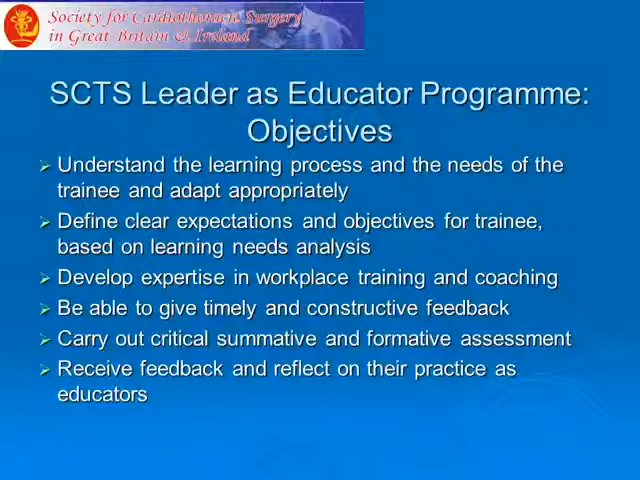 Society for Cardiothoracic Surgery
in Great Britain & Ireland
SCTS Leader as Educator Programme:
Objectives
Understand the learning process and the needs of the
trainee and adapt appropriately
Define clear expectations and objectives for trainee,
based on learning needs analysis
Develop expertise in workplace training and coaching
Be able to give timely and constructive feedback
Carry out critical summative and formative assessment
Receive feedback and reflect on their practice as
educators